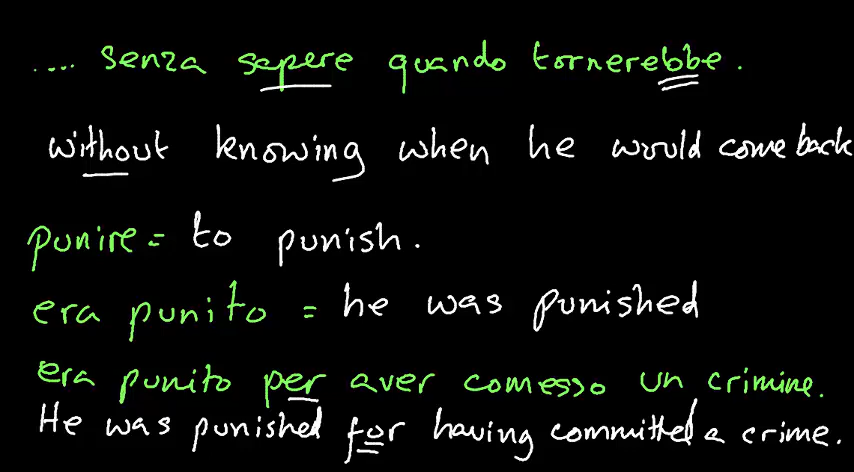 .... senza sapere quando tornerebbe.
without knowing when he would come back
punire = to punish.
era punito = he was punished
era punito per aver comesso un crimine.
He was punished for having committed a crime.